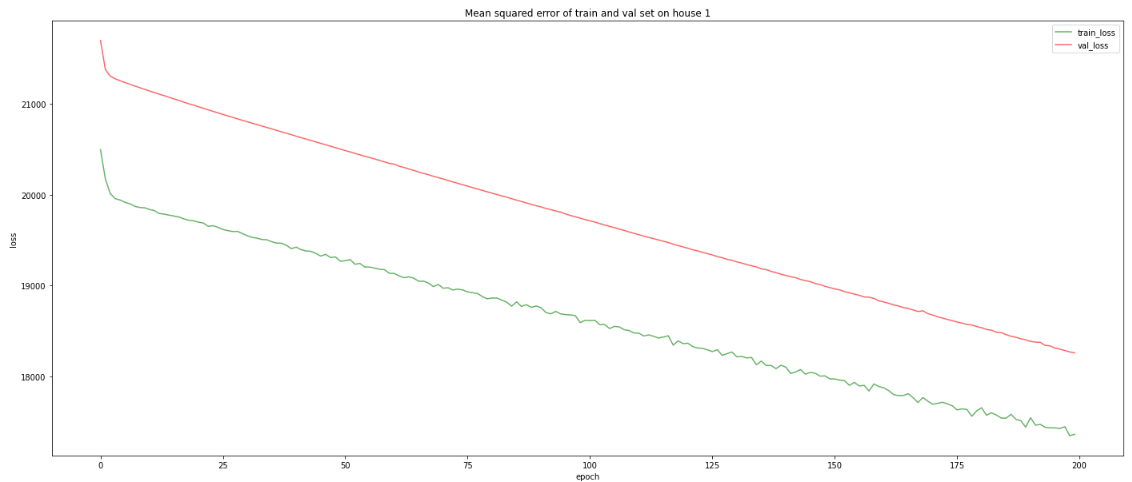 Mean squared error of train and val set on house 1
train_loss
val_loss
loss
21000
20000
19000
18000
0
25
50
75
100
125
150
175
200
epoch